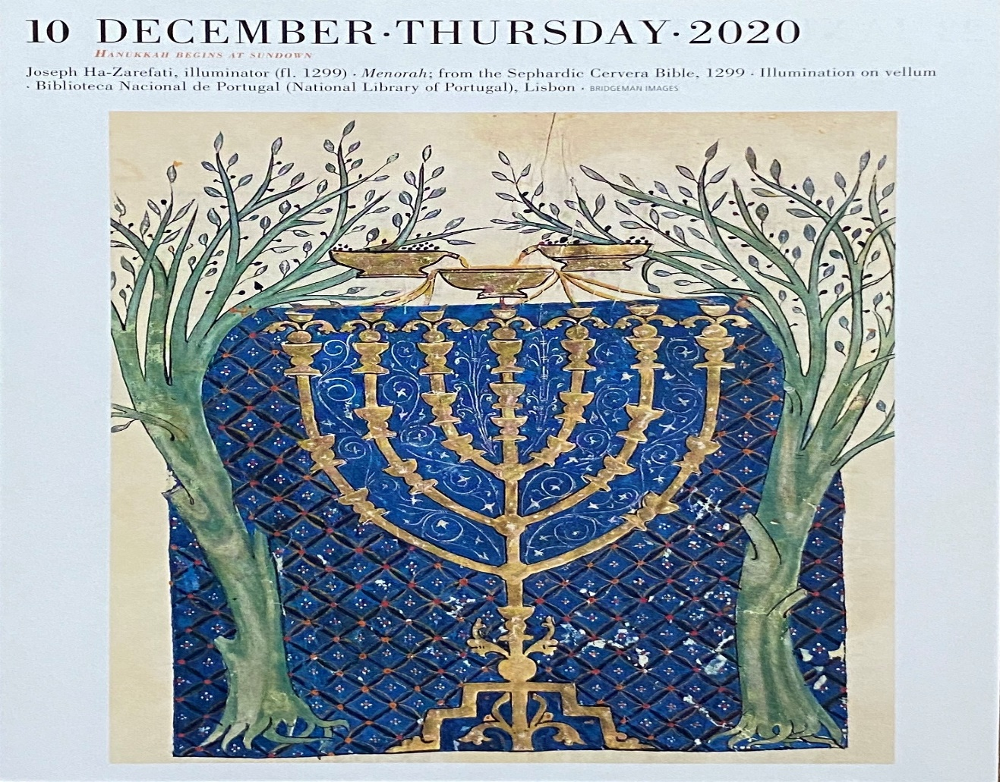 10 DECEMBER·THURSDAY·2020
HANUKKAH BEGINS AT SUNDOWN
Joseph Ha-Zarefati, illuminator (fl. 1299) · Menorah; from the Sephardic Cervera Bible, 1299 · Illumination on vellum
· Biblioteca Nacional de Portugal (National Library of Portugal), Lisbon · BRIDGEMAN IMAGES